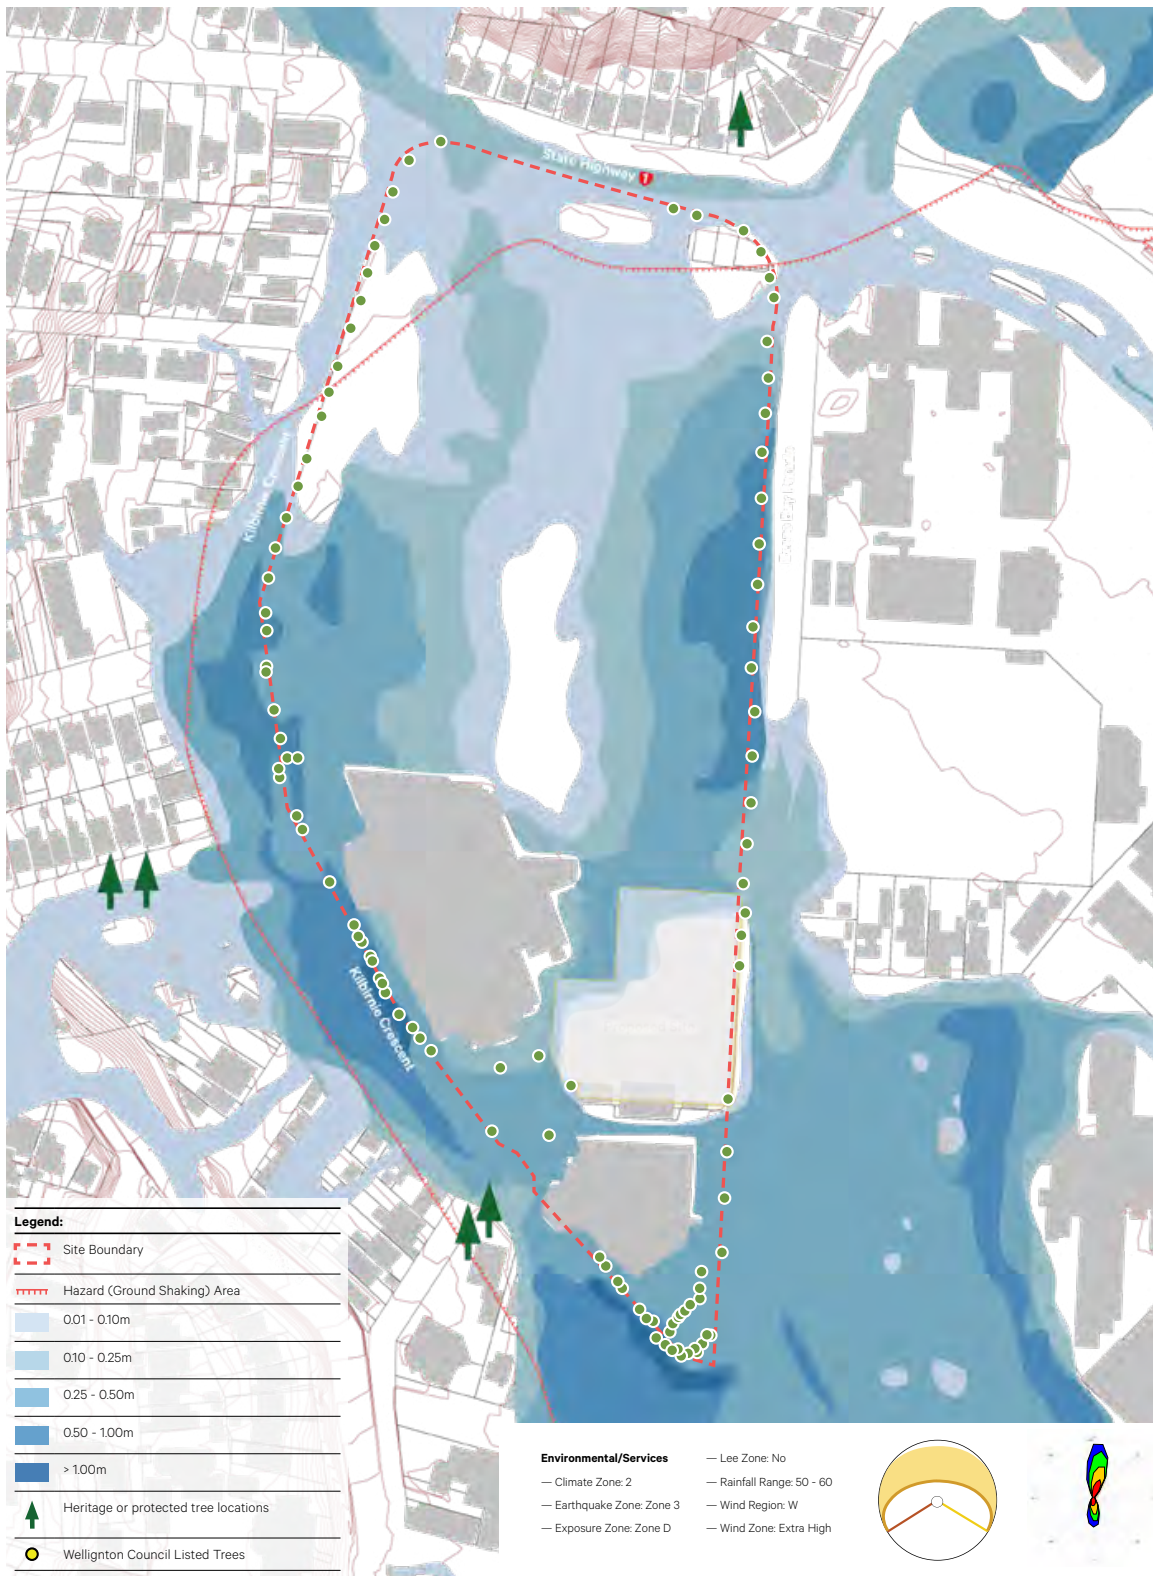 State Highway 1
Kilbirnie Crescent
Kilbirnie Crescent
Legend:
Site Boundary
Hazard (Ground Shaking) Area
0.01 - 0.10m
0.10 - 0.25m
0.25 - 0.50m
0.50 - 1.00m
> 1.00m
Heritage or protected tree locations
Wellignton Council Listed Trees
Environmental/Services
— Climate Zone: 2
— Earthquake Zone: Zone 3
— Exposure Zone: Zone D
— Lee Zone: No
— Rainfall Range: 50 - 60
— Wind Region: W
— Wind Zone: Extra High